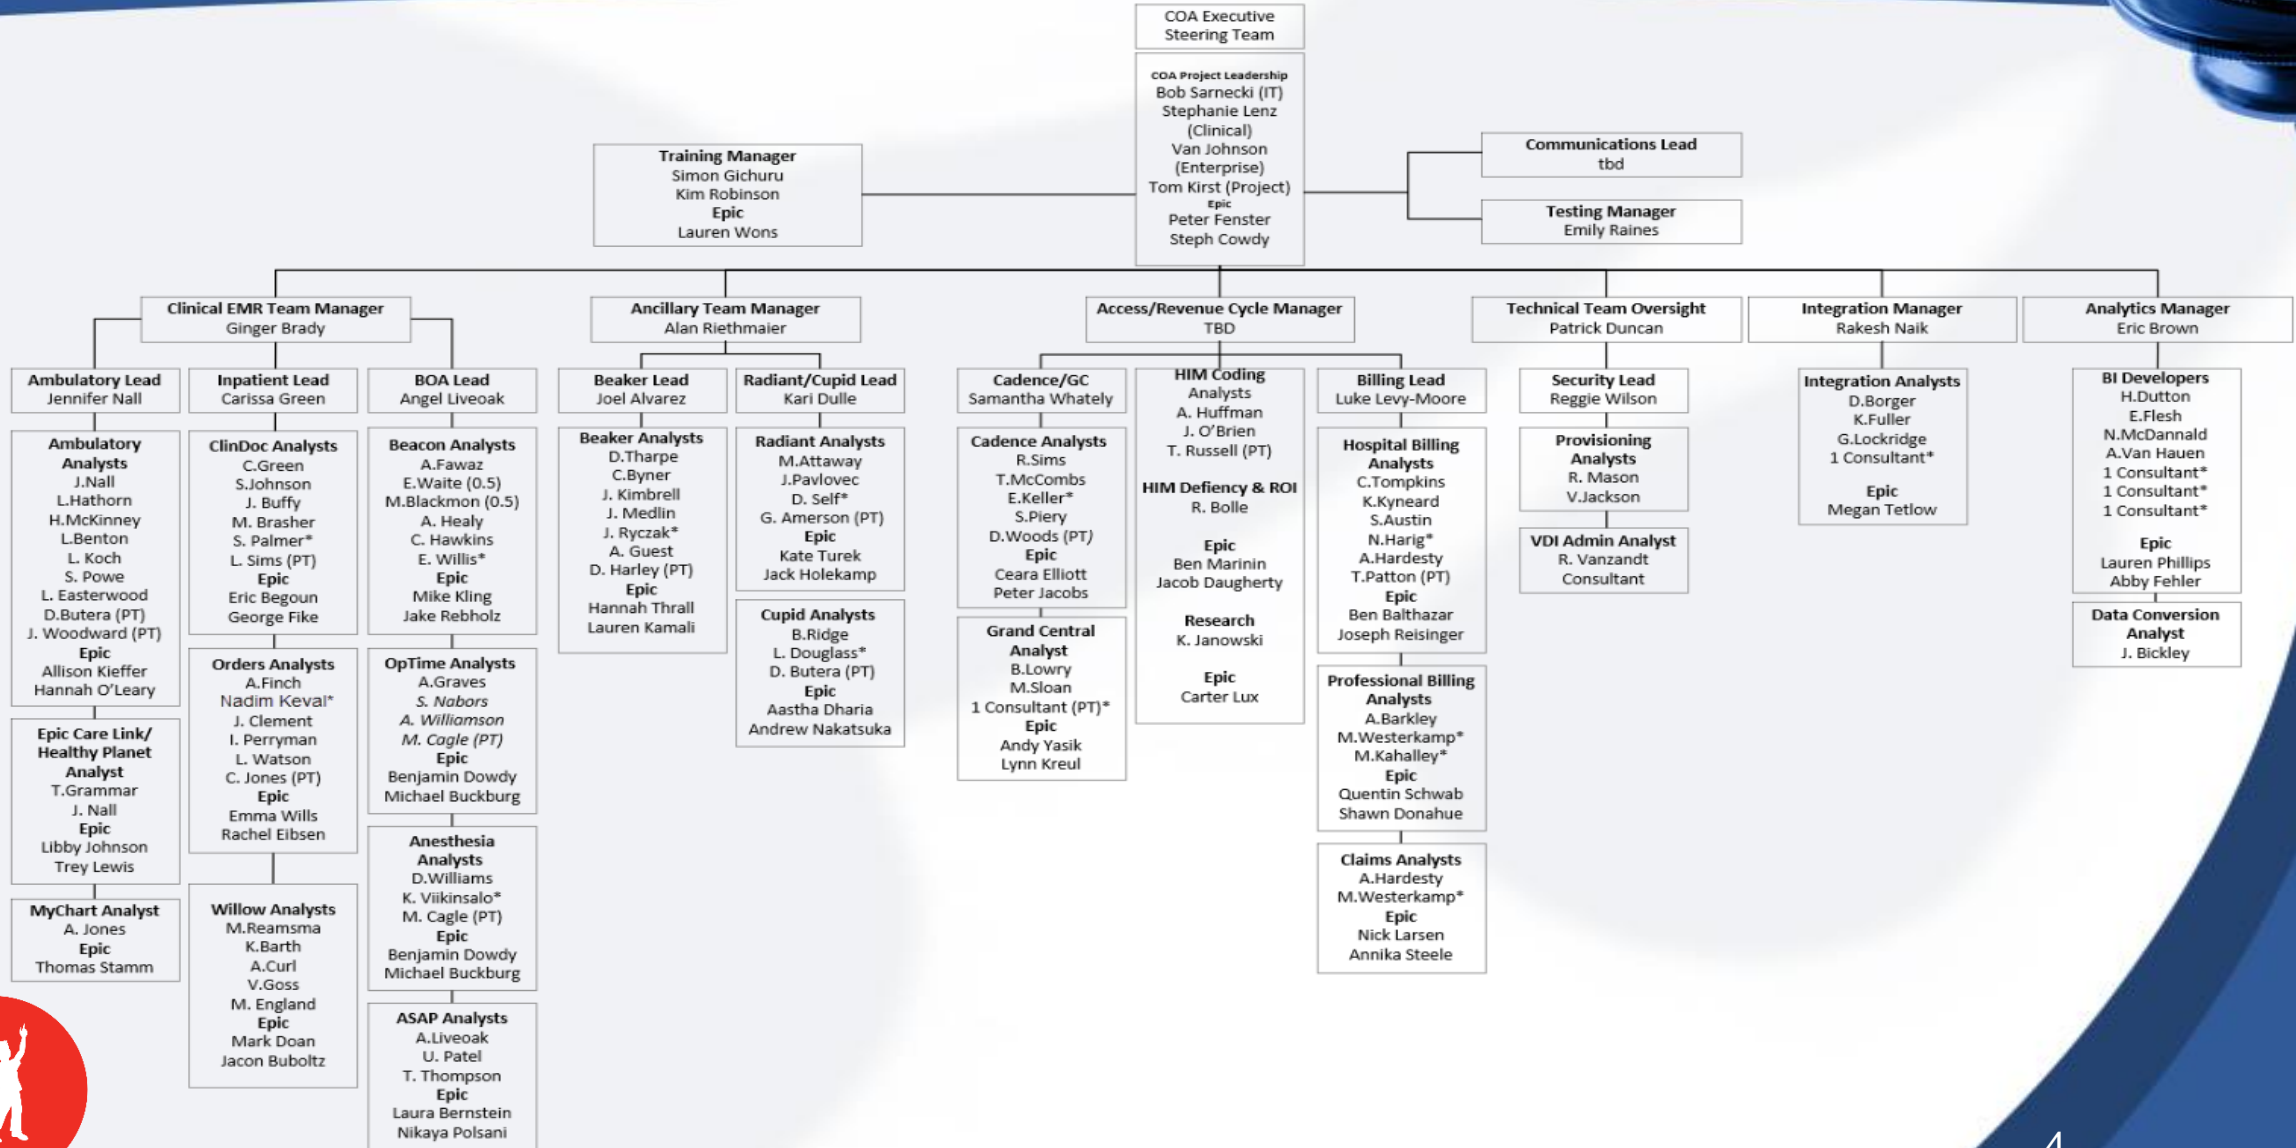 COA Executive
Steering Team
COA Project Leadership
Bob Sarnecki (IT)
Stephanie Lenz
(Clinical)
Van Johnson
(Enterprise)
Tom Kirst (Project)
Epic
Peter Fenster
Steph Cowdy
Training Manager
Simon Gichuru
Kim Robinson
Epic
Lauren Wons
Communications Lead
tbd
Testing Manager
Emily Raines
Clinical EMR Team Manager
Ginger Brady
Ambulatory Lead
Jennifer Nall
Ambulatory
Analysts
J.Nall
L.Hathorn
H.McKinney
L.Benton
L. Koch
S. Powe
L. Easterwood
D.Butera (PT)
J. Woodward (PT)
Epic
Allison Kieffer
Hannah O'Leary
Epic Care Link/
Healthy Planet
Analyst
T.Grammar
J. Nall
Epic
Libby Johnson
Trey Lewis
MyChart Analyst
A. Jones
Epic
Thomas Stamm
Inpatient Lead
Carissa Green
ClinDoc Analysts
C.Green
S.Johnson
J. Buffy
M. Brasher
S. Palmer*
L. Sims (PT)
Epic
Eric Begoun
George Fike
Orders Analysts
A.Finch
Nadim Keval*
J. Clement
I. Perryman
L. Watson
C. Jones (PT)
Epic
Emma Wills
Rachel Eibsen
Willow Analysts
M.Reamsma
K.Barth
A.Curl
V.Goss
M. England
Epic
Mark Doan
Jacon Buboltz
BOA Lead
Angel Liveoak
Beacon Analysts
A.Fawaz
E.Waite (0.5)
M.Blackmon (0.5)
A. Healy
C. Hawkins
E. Willis*
Epic
Mike Kling
Jake Rebholz
OpTime Analysts
A.Graves
S. Nabors
A. Williamson
M. Cagle (PT)
Epic
Benjamin Dowdy
Michael Buckburg
Anesthesia
Analysts
D.Williams
K. Viikinsalo*
M. Cagle (PT)
Epic
Benjamin Dowdy
Michael Buckburg
ASAP Analysts
A.Liveoak
U. Patel
T. Thompson
Epic
Laura Bernstein
Nikaya Polsani
Ancillary Team Manager
Alan Riethmaier
Beaker Lead
Joel Alvarez
Beaker Analysts
D.Tharpe
C.Byner
J. Kimbrell
J. Medlin
J. Ryczak*
A. Guest
D. Harley (PT)
Epic
Hannah Thrall
Lauren Kamali
Radiant/Cupid Lead
Kari Dulle
Radiant Analysts
M.Attaway
J.Pavlovec
D. Self*
G. Amerson (PT)
Epic
Kate Turek
Jack Holekamp
Cupid Analysts
B.Ridge
L. Douglass*
D. Butera (PT)
Epic
Aastha Dharia
Andrew Nakatsuka
Access/Revenue Cycle Manager
TBD
Cadence/GC
Samantha Whately
Cadence Analysts
R.Sims
T.McCombs
E.Keller*
S.Piery
D.Woods (PT)
Epic
Ceara Elliott
Peter Jacobs
Grand Central
Analyst
B.Lowry
M.Sloan
1 Consultant (PT)*
Epic
Andy Yasik
Lynn Kreul
HIM Coding
Analysts
A. Huffman
J. O'Brien
T. Russell (PT)
HIM Defiency & ROI
R. Bolle
Epic
Ben Marinin
Jacob Daugherty
Research
K. Janowski
Epic
Carter Lux
Billing Lead
Luke Levy-Moore
Hospital Billing
Analysts
C.Tompkins
K.Kyneard
S.Austin
N.Harig*
A.Hardesty
T.Patton (PT)
Epic
Ben Balthazar
Joseph Reisinger
Professional Billing
Analysts
A.Barkley
M.Westerkamp*
M.Kahalley*
Epic
Quentin Schwab
Shawn Donahue
Claims Analysts
A.Hardesty
M.Westerkamp*
Epic
Nick Larsen
Annika Steele
Technical Team Oversight
Patrick Duncan
Security Lead
Reggie Wilson
Provisioning
Analysts
R. Mason
V.Jackson
VDI Admin Analyst
R. Vanzandt
Consultant
Integration Manager
Rakesh Naik
Integration Analysts
D.Borger
K.Fuller
G.Lockridge
1 Consultant*
Epic
Megan Tetlow
Analytics Manager
Eric Brown
BI Developers
H.Dutton
E.Flesh
N.McDannald
A.Van Hauen
1 Consultant*
1 Consultant*
1 Consultant*
Epic
Lauren Phillips
Abby Fehler
Data Conversion
Analyst
J. Bickley
4